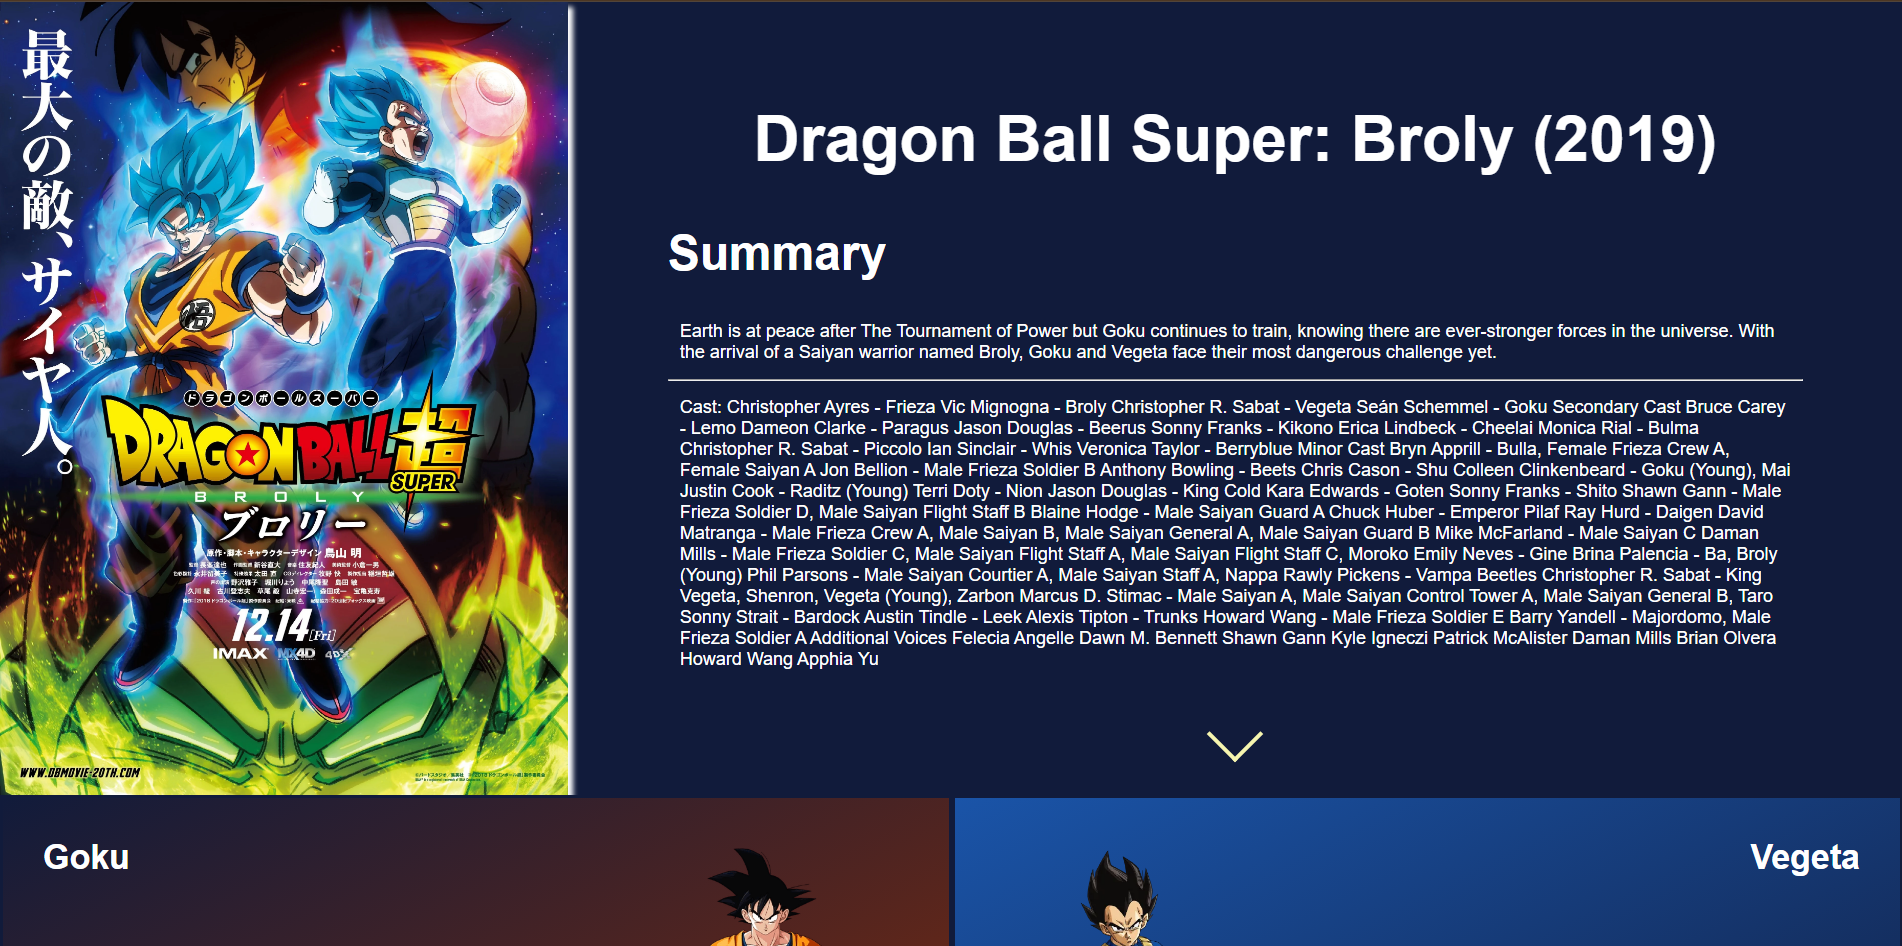 最大の敵、サイヤ人。
ドラゴンボールスーパー
DRAGON BALL超
SUPER
BROLY
ブロリー
原作・脚本・キャラクターデザイン 鳥山 明
12.14[Fri]
IMAX MX4D 4DX
WWW.DBMOVIE-20TH.COM
Dragon Ball Super: Broly (2019)
Summary
Earth is at peace after The Tournament of Power but Goku continues to train, knowing there are ever-stronger forces in the universe. With
the arrival of a Saiyan warrior named Broly, Goku and Vegeta face their most dangerous challenge yet.
Cast: Christopher Ayres - Frieza Vic Mignogna - Broly Christopher R. Sabat - Vegeta Seán Schemmel - Goku Secondary Cast Bruce Carey
- Lemo Dameon Clarke - Paragus Jason Douglas - Beerus Sonny Franks - Kikono Erica Lindbeck - Cheelai Monica Rial - Bulma
Christopher R. Sabat - Piccolo Ian Sinclair - Whis Veronica Taylor - Berryblue Minor Cast Bryn Apprill - Bulla, Female Frieza Crew A,
Female Saiyan A Jon Bellion - Male Frieza Soldier B Anthony Bowling - Beets Chris Cason - Shu Colleen Clinkenbeard - Goku (Young), Mai
Justin Cook - Raditz (Young) Terri Doty - Nion Jason Douglas - King Cold Kara Edwards - Goten Sonny Franks - Shito Shawn Gann - Male
Frieza Soldier D, Male Saiyan Flight Staff B Blaine Hodge - Male Saiyan Guard A Chuck Huber - Emperor Pilaf Ray Hurd - Daigen David
Matranga - Male Frieza Crew A, Male Saiyan B, Male Saiyan General A, Male Saiyan Guard B Mike McFarland - Male Saiyan C Daman
Mills - Male Frieza Soldier C, Male Saiyan Flight Staff A, Male Saiyan Flight Staff C, Moroko Emily Neves - Gine Brina Palencia - Ba, Broly
(Young) Phil Parsons - Male Saiyan Courtier A, Male Saiyan Staff A, Nappa Rawly Pickens - Vampa Beetles Christopher R. Sabat - King
Vegeta, Shenron, Vegeta (Young), Zarbon Marcus D. Stimac - Male Saiyan A, Male Saiyan Control Tower A, Male Saiyan General B, Taro
Sonny Strait - Bardock Austin Tindle - Leek Alexis Tipton - Trunks Howard Wang - Male Frieza Soldier E Barry Yandell - Majordomo, Male
Frieza Soldier A Additional Voices Felecia Angelle Dawn M. Bennett Shawn Gann Kyle Igneczi Patrick McAlister Daman Mills Brian Olvera
Howard Wang Apphia Yu
Goku
Vegeta